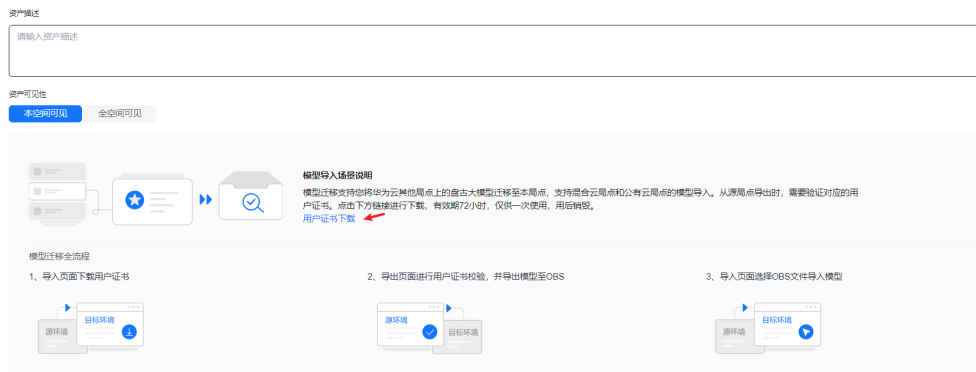 资产描述
请输入资产描述
资产可见性
本空间可见 全空间可见
模型导入场景说明
模型迁移支持您将华为云其他局点上的盘古大模型迁移至本局点，支持混合云局点和公有云局点的模型导入。从源局点导出时，需要验证对应的用
户证书。点击下方链接进行下载，有效期72小时，仅供一次使用，用后销毁。
用户证书下载
模型迁移全流程
1、导入页面下载用户证书 2、导出页面进行用户证书校验，并导出模型至OBS 3、导入页面选择OBS文件导入模型
源环境 目标环境 源环境 目标环境 源环境 目标环境